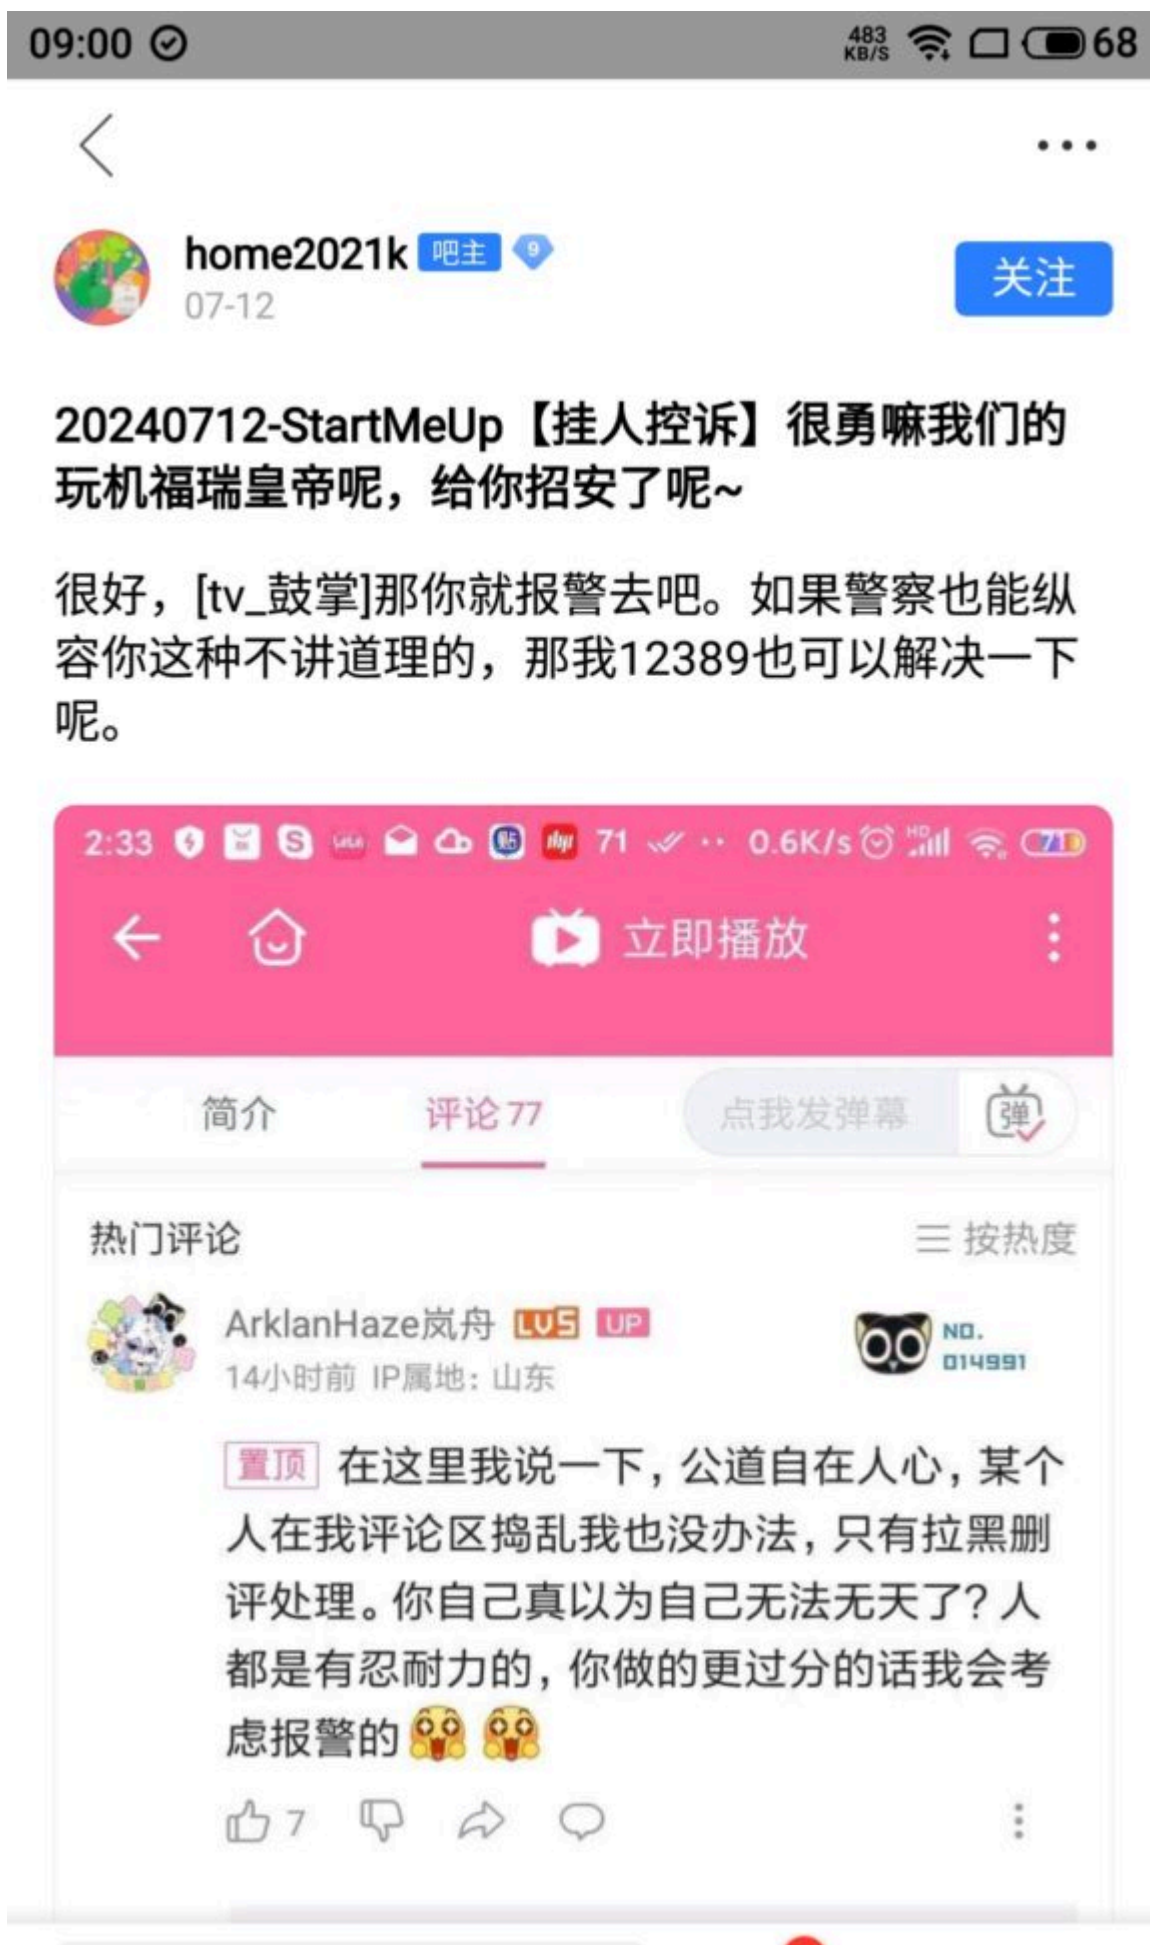 09:00
483
KB/S
68
home2021k 吧主 9
07-12
关注
20240712-StartMeUp【挂人控诉】很勇嘛我们的
玩机福瑞皇帝呢，给你招安了呢~
很好，[tv_鼓掌]那你就报警去吧。如果警察也能纵
容你这种不讲道理的，那我12389也可以解决一下
呢。
2:33
71
0.6K/s
HD
71
立即播放
简介
评论 77
点我发弹幕
弹
热门评论
按热度
ArklanHaze岚舟 LV5 UP
NO.
014991
14小时前 IP属地：山东
置顶 在这里我说一下，公道自在人心，某个
人在我评论区捣乱我也没办法，只有拉黑删
评处理。你自己真以为自己无法无天了？人
都是有忍耐力的，你做的更过分的话我会考
虑报警的
7